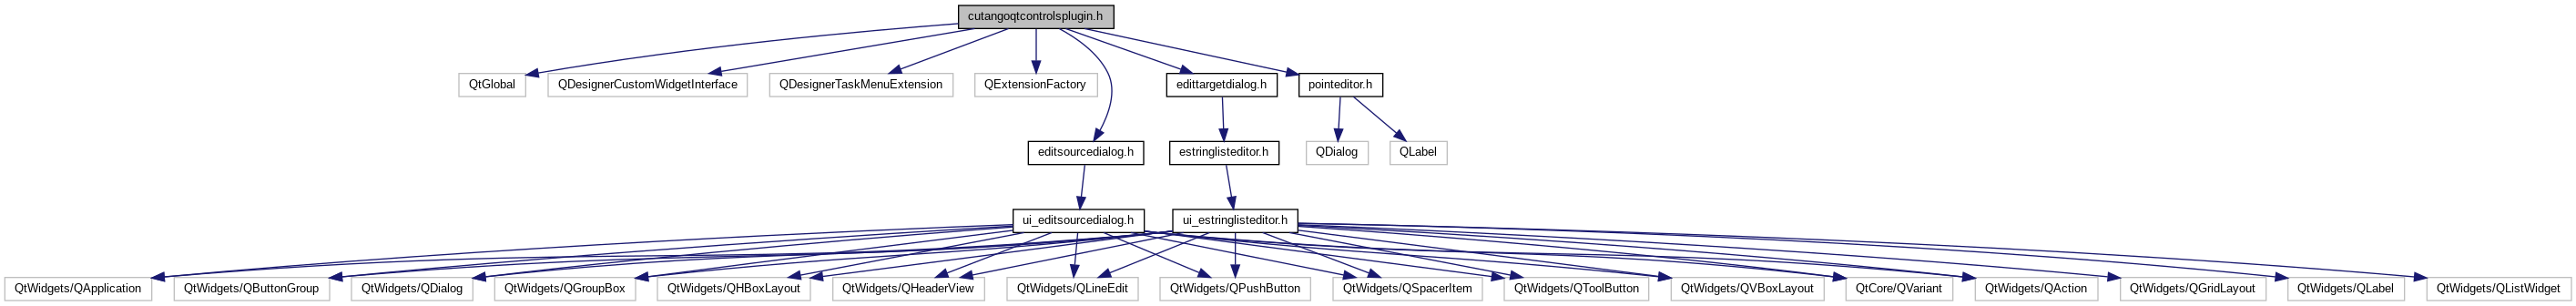 cutangoqtcontrolsplugin.h
QtGlobal
QDesignerCustomWidgetInterface
QDesignerTaskMenuExtension
QExtensionFactory
edittargetdialog.h
pointeditor.h
editsourcedialog.h
estringlisteditor.h
QDialog
QLabel
ui_editsourcedialog.h
ui_estringlisteditor.h
QtWidgets/QApplication
QtWidgets/QButtonGroup
QtWidgets/QDialog
QtWidgets/QGroupBox
QtWidgets/QHBoxLayout
QtWidgets/QHeaderView
QtWidgets/QLineEdit
QtWidgets/QPushButton
QtWidgets/QSpacerItem
QtWidgets/QToolButton
QtWidgets/QVBoxLayout
QtCore/QVariant
QtWidgets/QAction
QtWidgets/QGridLayout
QtWidgets/QLabel
QtWidgets/QListWidget